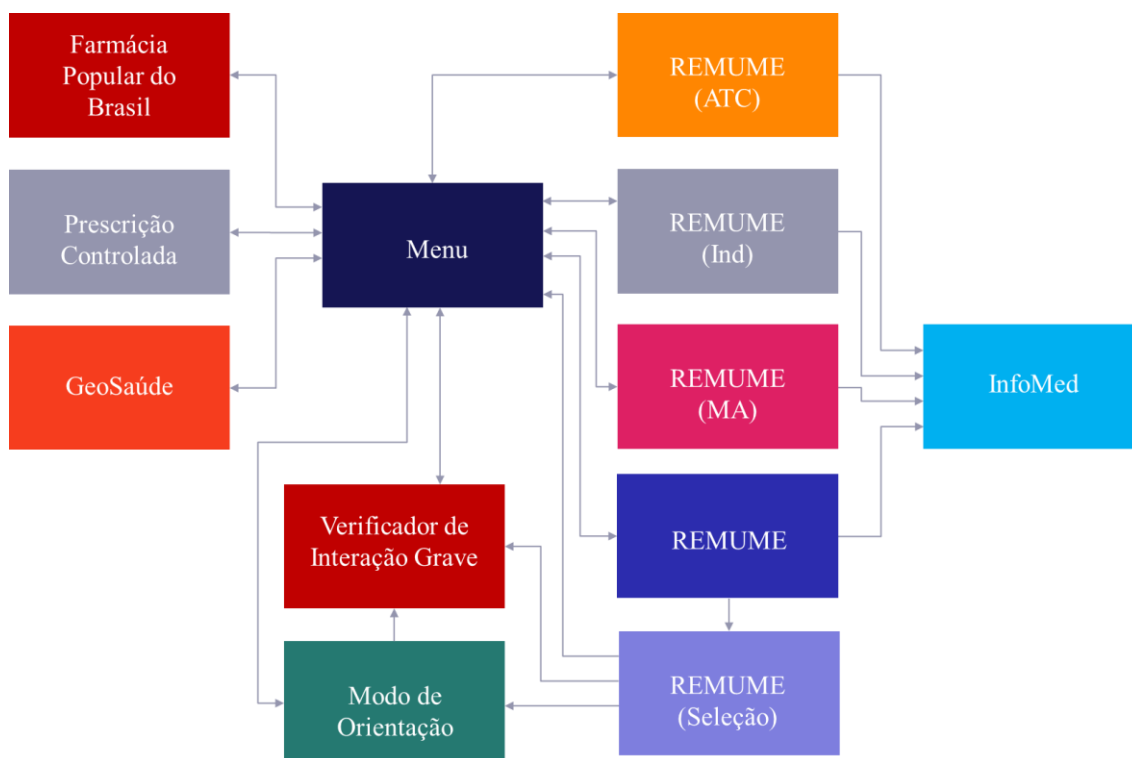 Farmácia
Popular do
Brasil
REMUME
(ATC)
Prescrição
Controlada
Menu
REMUME
(Ind)
GeoSaúde
REMUME
(MA)
InfoMed
Verificador de
Interação Grave
REMUME
Modo de
Orientação
REMUME
(Seleção)